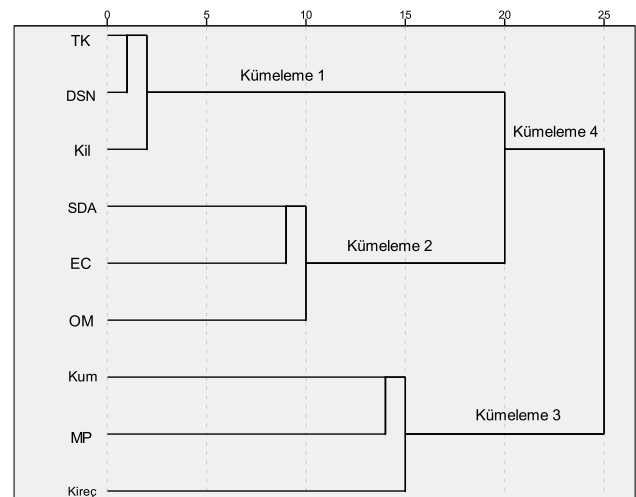 0 5 10 15 20 25
TK
Kümeleme 1
DSN
Kümeleme 4
Kil
SDA
Kümeleme 2
EC
OM
Kum
Kümeleme 3
MP
Kireç